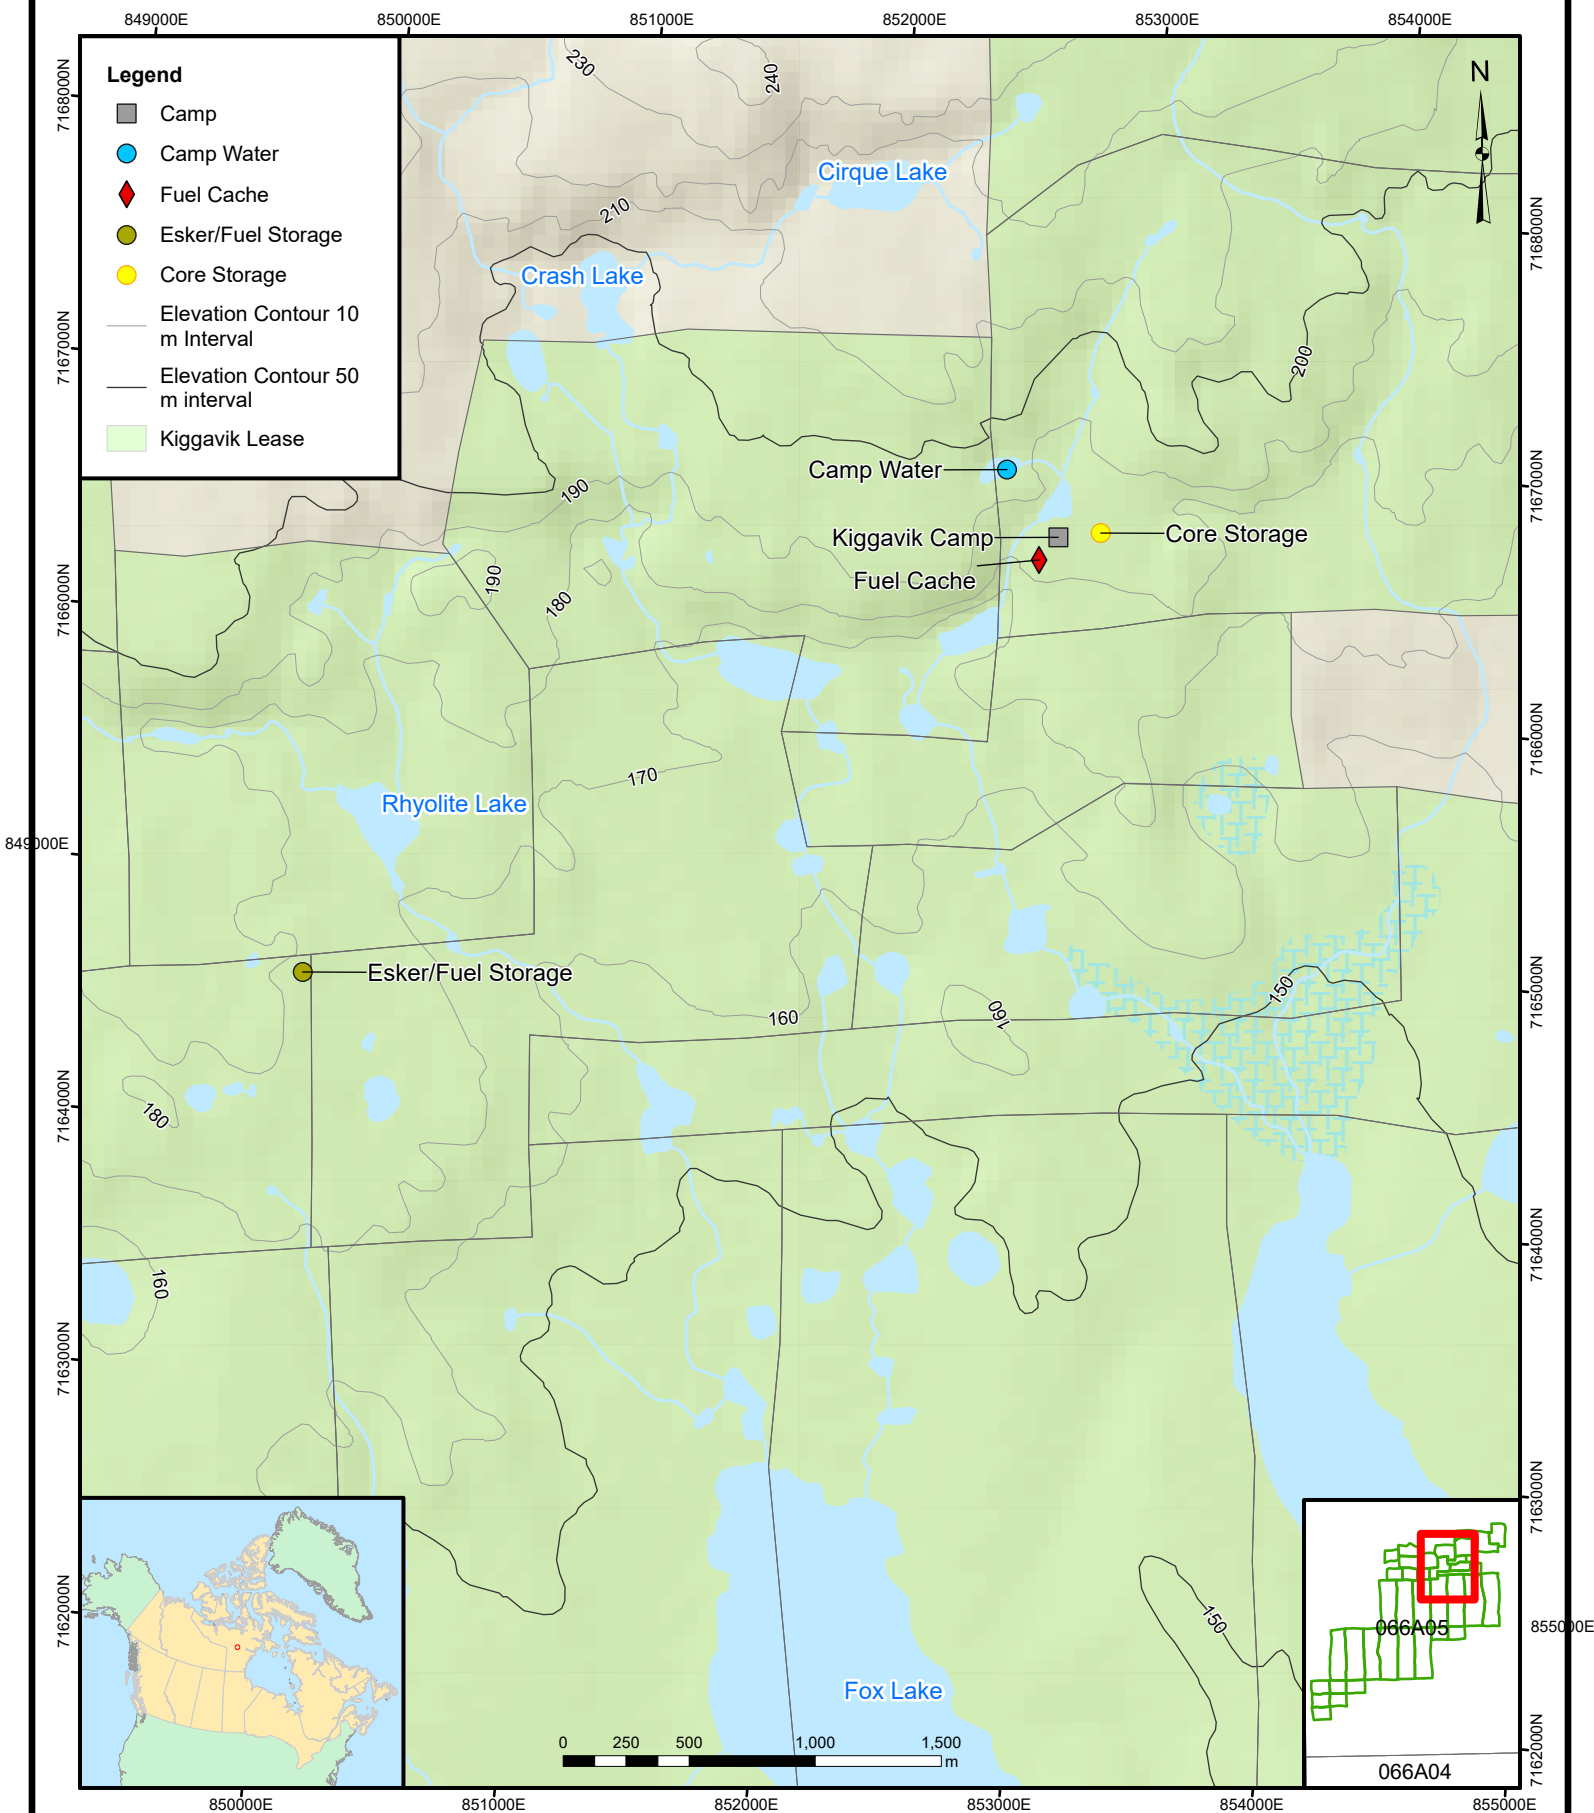 849000E 850000E 851000E 852000E 853000E 854000E
7168000N
7167000N
7166000N
849000E
7164000N
7163000N
7162000N
Legend
Camp
Camp Water
Fuel Cache
Esker/Fuel Storage
Core Storage
Elevation Contour 10
m Interval
Elevation Contour 50
m interval
Kiggavik Lease
N
230
240
Cirque Lake
210
Crash Lake
200
Camp Water
190
Kiggavik Camp
Core Storage
Fuel Cache
190
180
170
Rhyolite Lake
Esker/Fuel Storage
160
160
150
180
160
150
Fox Lake
0 250 500 1,000 1,500
m
066A05
066A04
7168000N
7167000N
7166000N
7165000N
7164000N
7163000N
855000E
7162000N
850000E 851000E 852000E 853000E 854000E 855000E